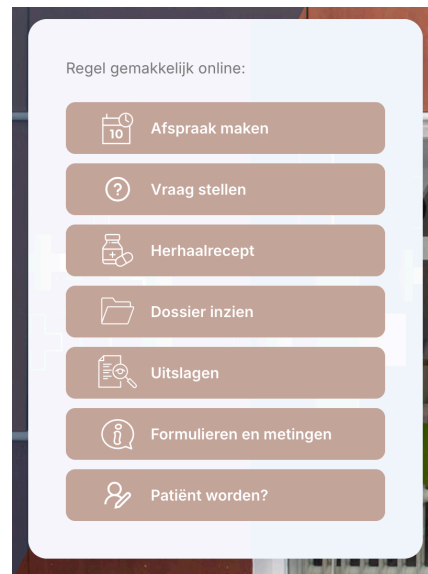 Regel gemakkelijk online:
10
Afspraak maken
?
Vraag stellen
Herhaalrecept
Dossier inzien
Uitslagen
Formulieren en metingen
Patiënt worden?